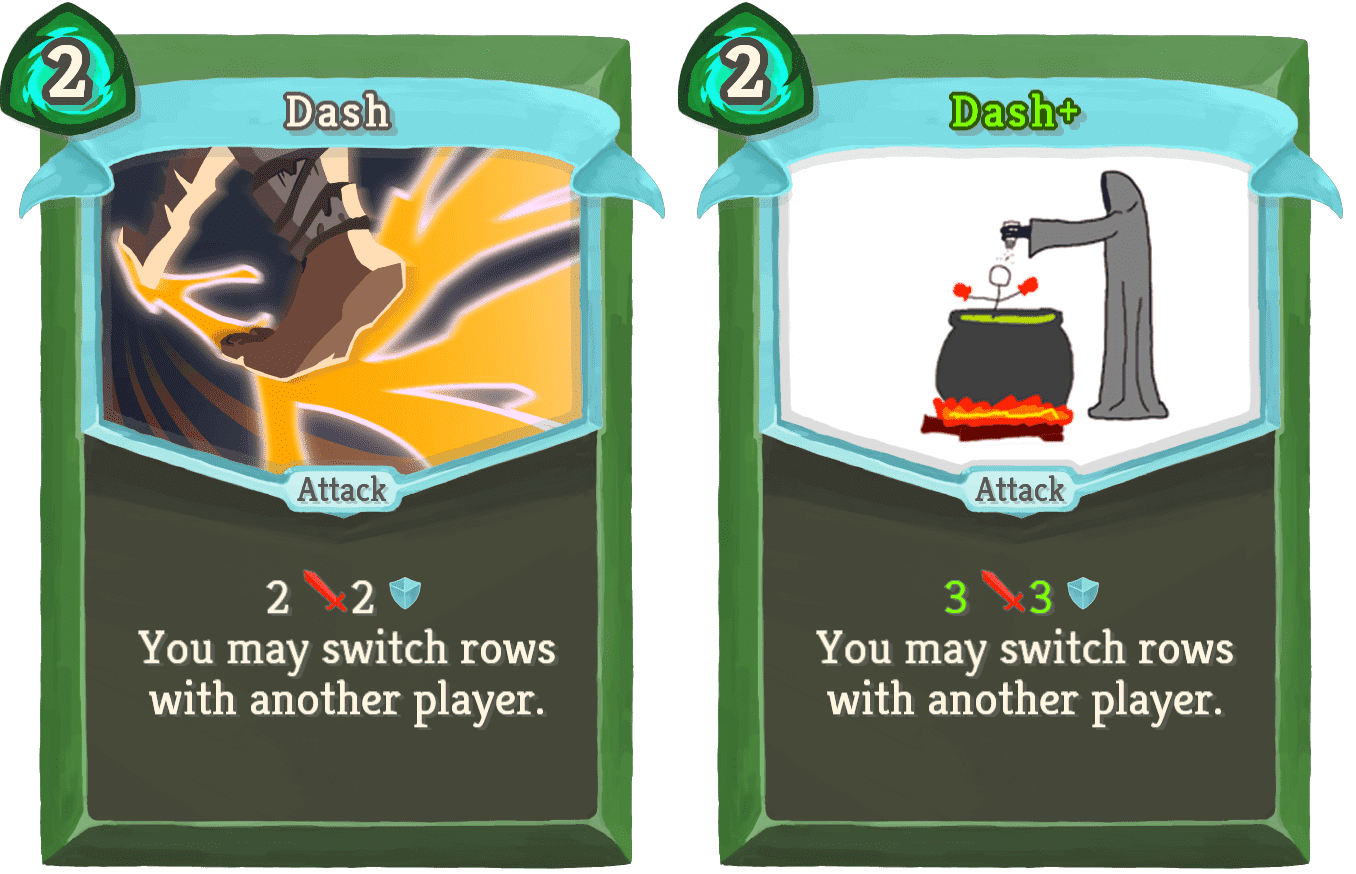 2
Dash
Attack
2 2
You may switch rows
with another player.
2
Dash+
Attack
3 3
You may switch rows
with another player.